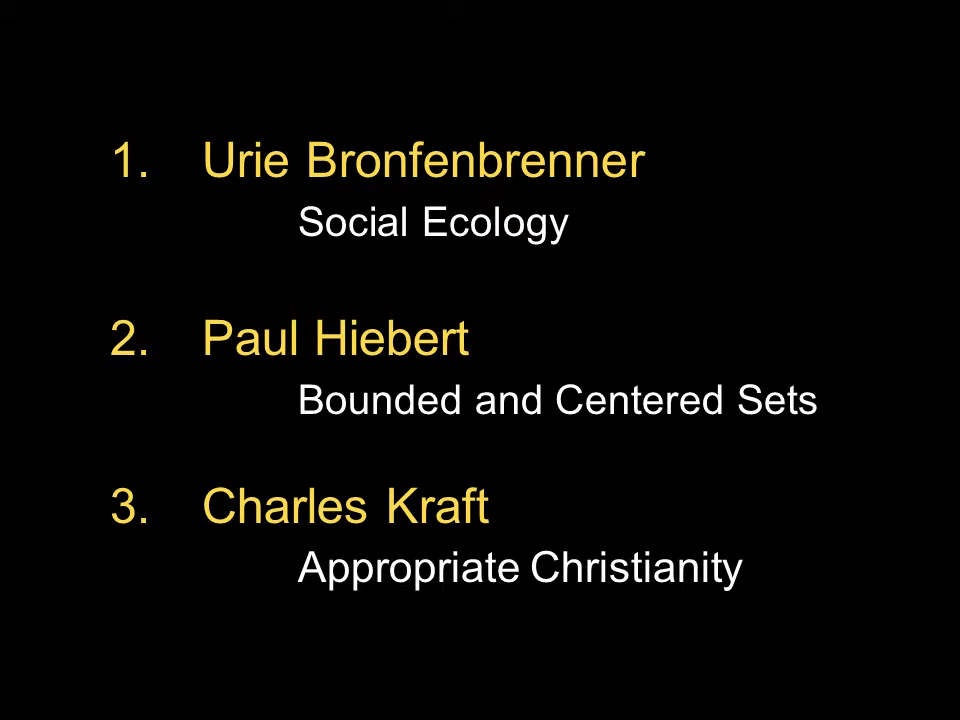 1. Urie Bronfenbrenner
Social Ecology
2. Paul Hiebert
Bounded and Centered Sets
3. Charles Kraft
Appropriate Christianity